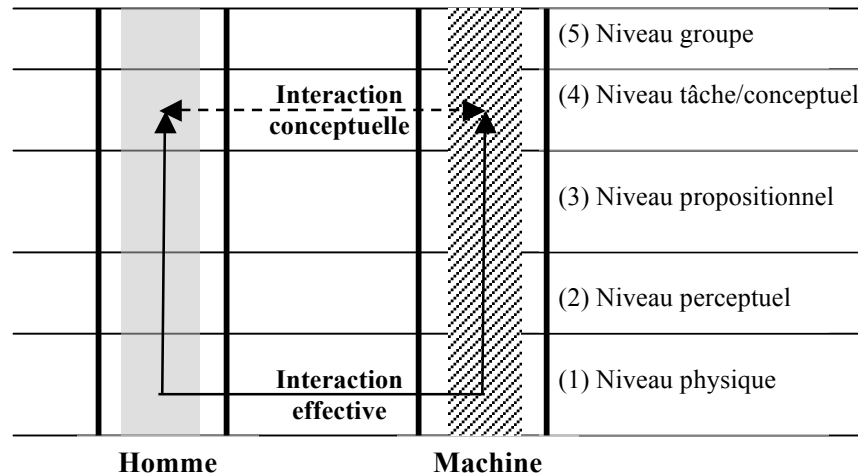 (5) Niveau groupe
Interaction
conceptuelle
(4) Niveau tâche/conceptuel
(3) Niveau propositionnel
(2) Niveau perceptuel
Interaction
effective
(1) Niveau physique
Homme
Machine